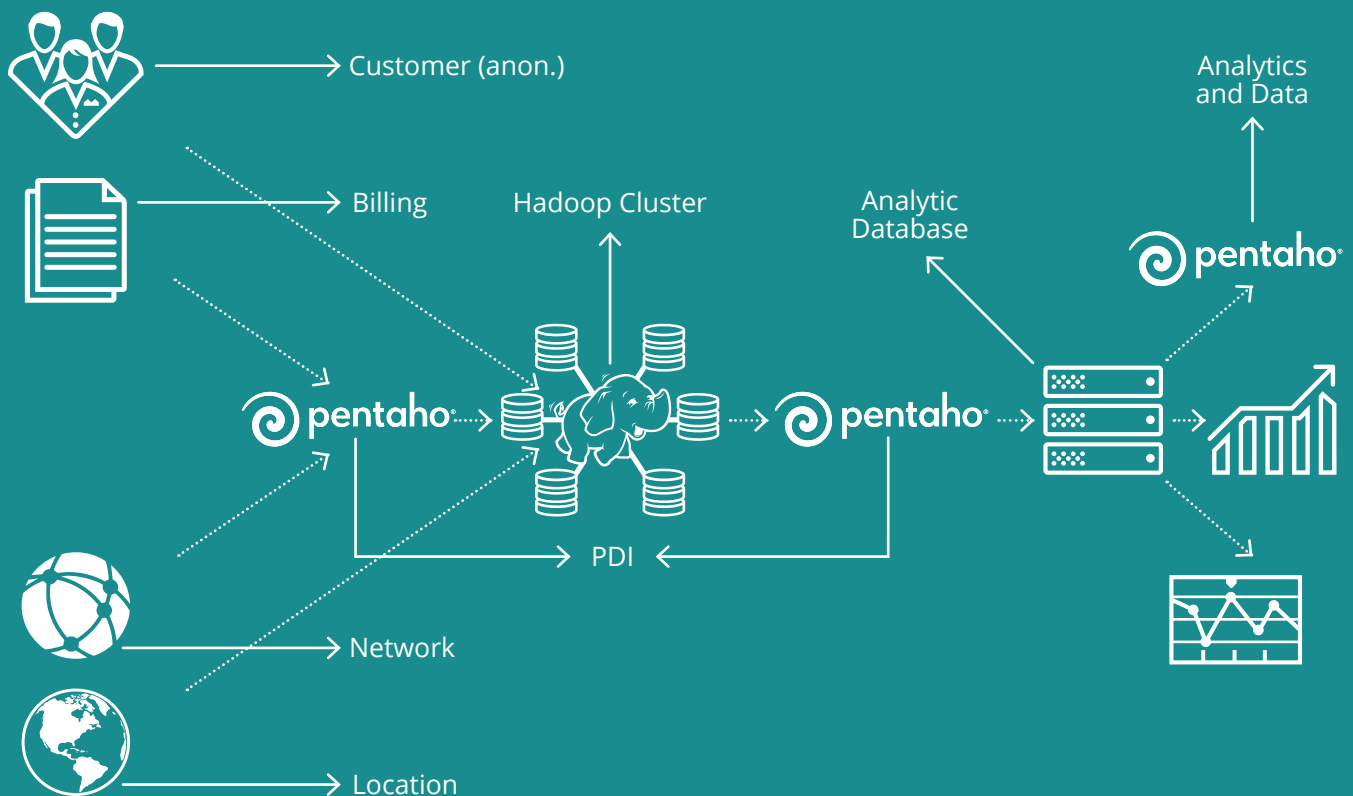 Customer (anon.)
Analytics
and Data
Billing
Hadoop Cluster
Analytic
Database
pentaho
pentaho
pentaho
PDI
Network
Location